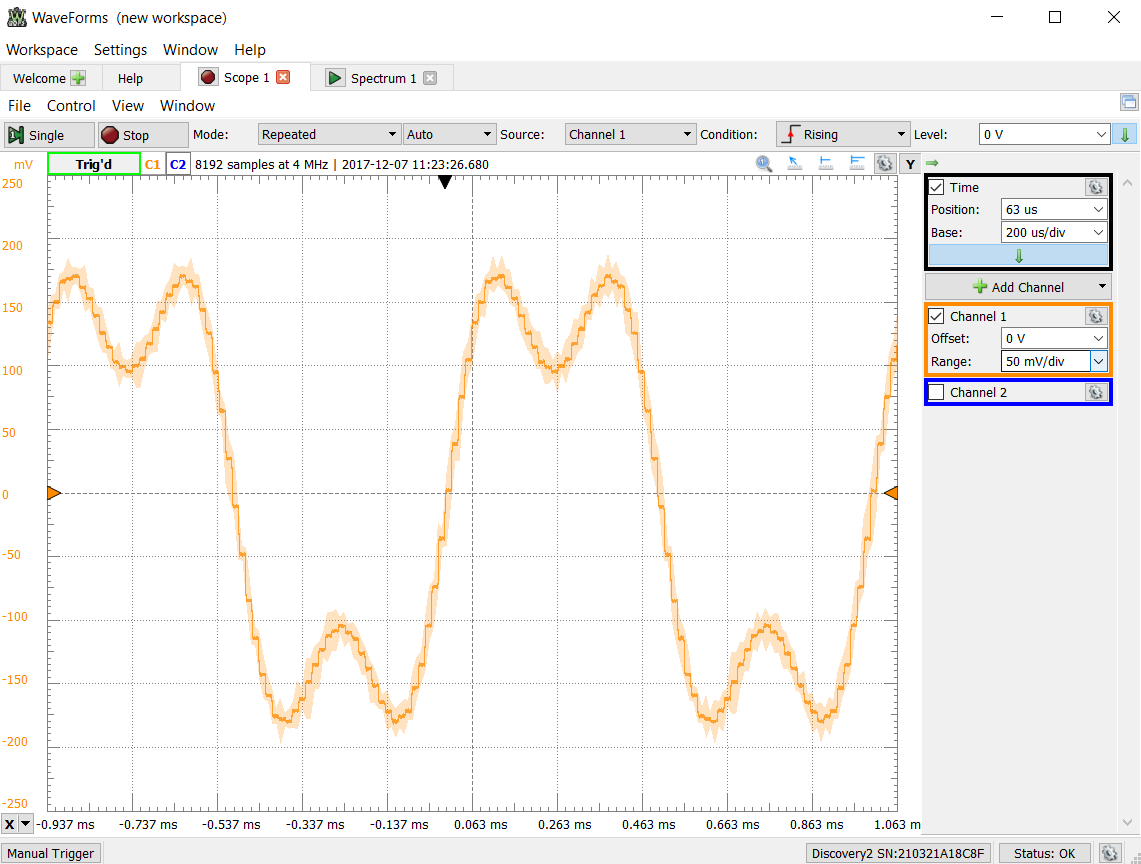 WaveForms (new workspace)
Workspace Settings Window Help
Welcome Help Scope 1 Spectrum 1
File Control View Window
Single Stop Mode: Repeated Auto Source: Channel 1 Condition: Rising Level: 0 V
mV Trig'd C1 C2 8192 samples at 4 MHz | 2017-12-07 11:23:26.680 Y
250
200
150
100
50
0
-50
-100
-150
-200
-250
X -0.937 ms -0.737 ms -0.537 ms -0.337 ms -0.137 ms 0.063 ms 0.263 ms 0.463 ms 0.663 ms 0.863 ms 1.063 m
Time
Position: 63 us
Base: 200 us/div
Add Channel
Channel 1
Offset: 0 V
Range: 50 mV/div
Channel 2
Manual Trigger Discovery2 SN:210321A18C8F Status: OK